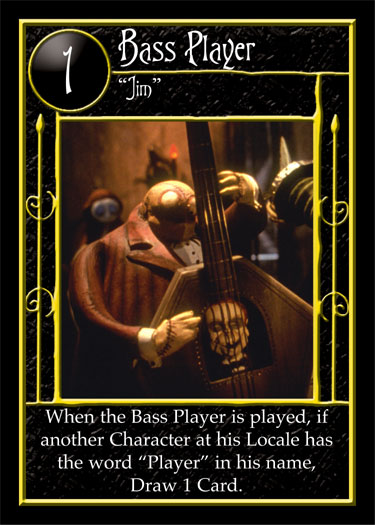 1
Bass Player
"Jim"
When the Bass Player is played, if
another Character at his Locale has
the word “Player” in his name,
Draw 1 Card.